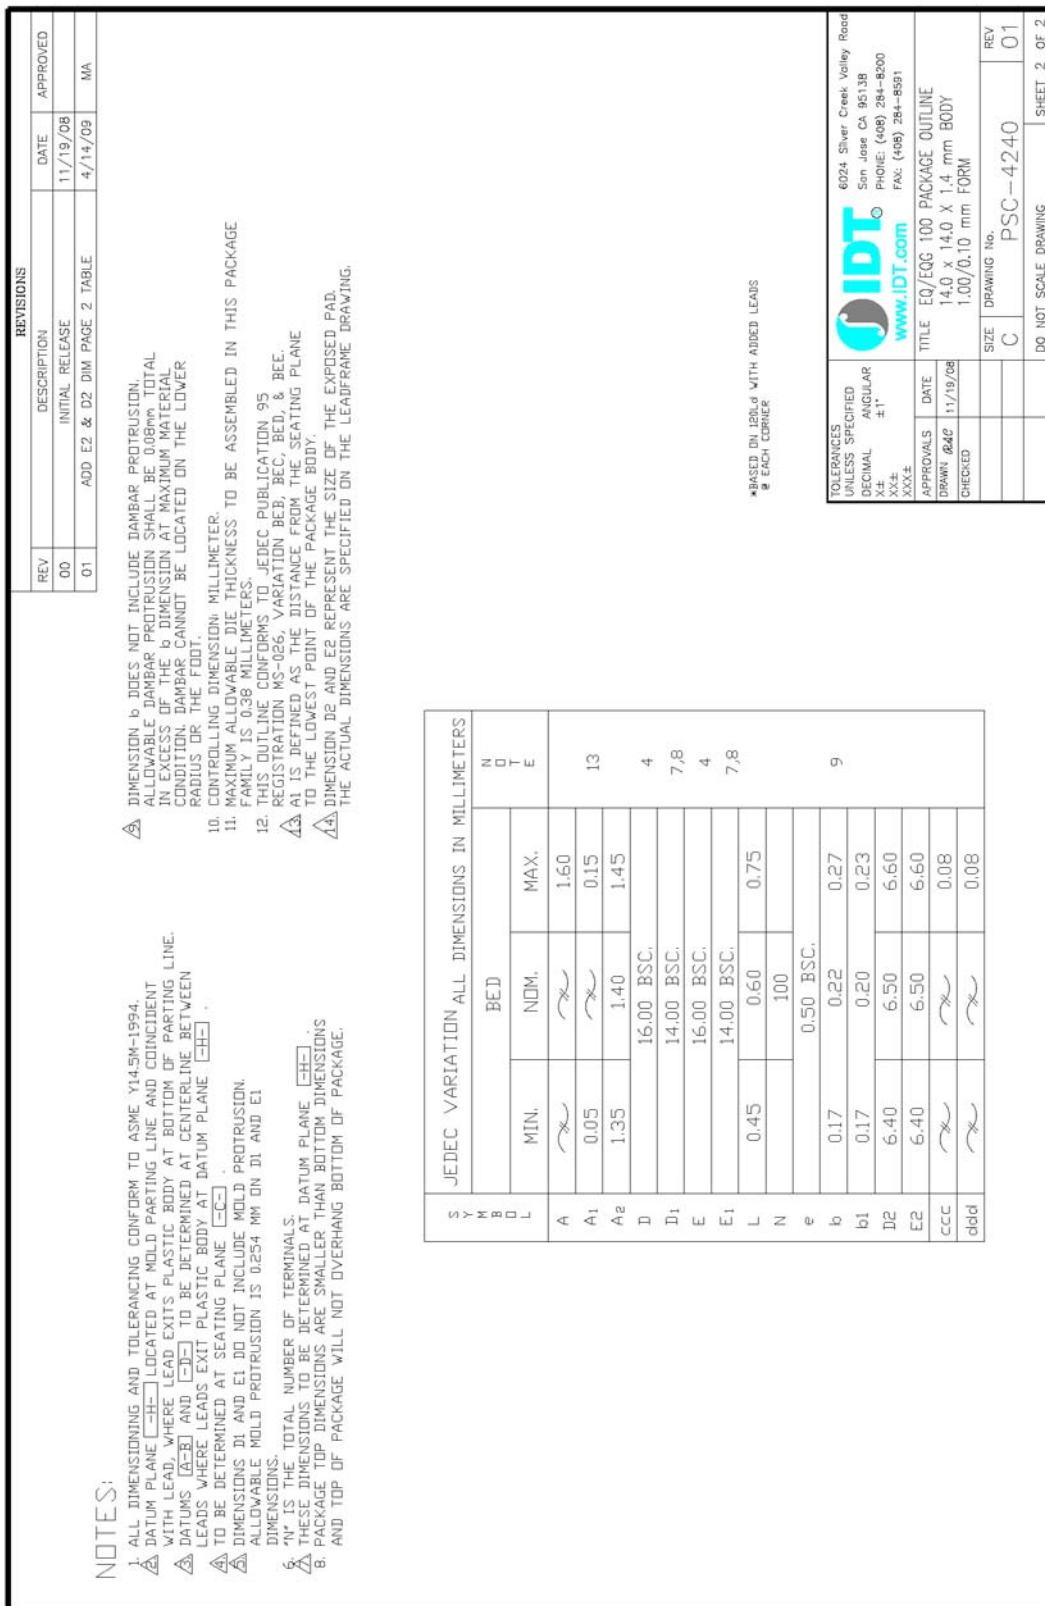 REVISIONS
REV DESCRIPTION DATE APPROVED
00 INITIAL RELEASE 11/19/08
01 ADD E2 & D2 DIM PAGE 2 TABLE 4/14/09 MA
NOTES:
1. ALL DIMENSIONING AND TOLERANCING CONFORM TO ASME Y14.5M-1994.
2. DATUM PLANE -H- LOCATED AT MOLD PARTING LINE AND COINCIDENT
WITH LEAD, WHERE LEAD EXITS PLASTIC BODY AT BOTTOM OF PARTING LINE.
3. DATUMS A-B AND -D- TO BE DETERMINED AT CENTERLINE BETWEEN
LEADS WHERE LEADS EXIT PLASTIC BODY AT DATUM PLANE -H- .
4. TO BE DETERMINED AT SEATING PLANE -C- .
5. DIMENSIONS D1 AND E1 DO NOT INCLUDE MOLD PROTRUSION.
ALLOWABLE MOLD PROTRUSION IS 0.254 MM ON D1 AND E1
DIMENSIONS.
6. "N" IS THE TOTAL NUMBER OF TERMINALS.
7. THESE DIMENSIONS TO BE DETERMINED AT DATUM PLANE -H- .
8. PACKAGE TOP DIMENSIONS ARE SMALLER THAN BOTTOM DIMENSIONS
AND TOP OF PACKAGE WILL NOT OVERHANG BOTTOM OF PACKAGE.
9. DIMENSION b DOES NOT INCLUDE DAMBAR PROTRUSION.
ALLOWABLE DAMBAR PROTRUSION SHALL BE 0.08mm TOTAL
IN EXCESS OF THE b DIMENSION AT MAXIMUM MATERIAL
CONDITION. DAMBAR CANNOT BE LOCATED ON THE LOWER
RADIUS OR THE FOOT.
10. CONTROLLING DIMENSION: MILLIMETER.
11. MAXIMUM ALLOWABLE DIE THICKNESS TO BE ASSEMBLED IN THIS PACKAGE
FAMILY IS 0.38 MILLIMETERS.
12. THIS OUTLINE CONFORMS TO JEDEC PUBLICATION 95
REGISTRATION MS-026, VARIATION BEB, BEC, BED, & BEE.
13. A1 IS DEFINED AS THE DISTANCE FROM THE SEATING PLANE
TO THE LOWEST POINT OF THE PACKAGE BODY.
14. DIMENSION D2 AND E2 REPRESENT THE SIZE OF THE EXPOSED PAD.
THE ACTUAL DIMENSIONS ARE SPECIFIED ON THE LEADFRAME DRAWING.
SYMBOL JEDEC VARIATION ALL DIMENSIONS IN MILLIMETERS
BED NOTE
MIN. NOM. MAX.
A 1.60
A1 0.05 0.15 13
A2 1.35 1.40 1.45
D 16.00 BSC. 4
D1 14.00 BSC. 7,8
E 16.00 BSC. 4
E1 14.00 BSC. 7,8
L 0.45 0.60 0.75
N 100
e 0.50 BSC.
b 0.17 0.22 0.27 9
b1 0.17 0.20 0.23
D2 6.40 6.50 6.60
E2 6.40 6.50 6.60
ccc 0.08
ddd 0.08
*BASED ON 120Ld WITH ADDED LEADS
@ EACH CORNER
TOLERANCES
UNLESS SPECIFIED
DECIMAL ANGULAR
X± ±1°
XX±
XXX±
APPROVALS DATE
DRAWN RAC 11/19/08
CHECKED
IDT
www.IDT.com
6024 Silver Creek Valley Road
San Jose CA 95138
PHONE: (408) 284-8200
FAX: (408) 284-8591
TITLE EQ/EQG 100 PACKAGE OUTLINE
14.0 x 14.0 X 1.4 mm BODY
1.00/0.10 mm FORM
SIZE DRAWING No. REV
C PSC-4240 01
DO NOT SCALE DRAWING SHEET 2 OF 2